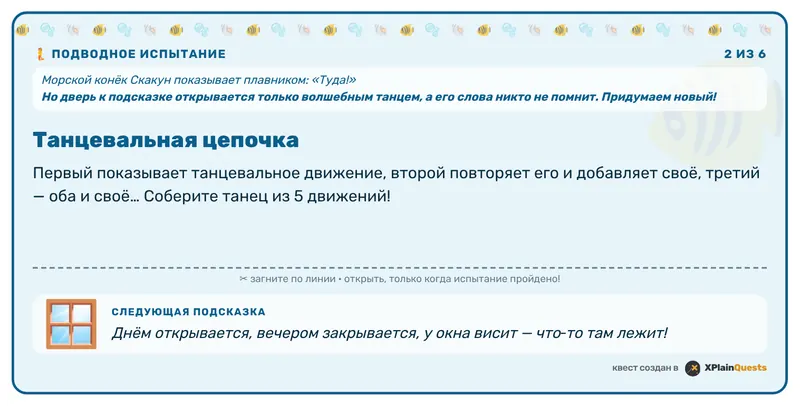 ПОДВОДНОЕ ИСПЫТАНИЕ
2 ИЗ 6
Морской конёк Скакун показывает плавником: «Туда!»
Но дверь к подсказке открывается только волшебным танцем, а его слова никто не помнит. Придумаем новый!
Танцевальная цепочка
Первый показывает танцевальное движение, второй повторяет его и добавляет своё, третий
— оба и своё… Соберите танец из 5 движений!
✂ загните по линии · открыть, только когда испытание пройдено!
СЛЕДУЮЩАЯ ПОДСКАЗКА
Днём открывается, вечером закрывается, у окна висит — что-то там лежит!
квест создан в XPlainQuests